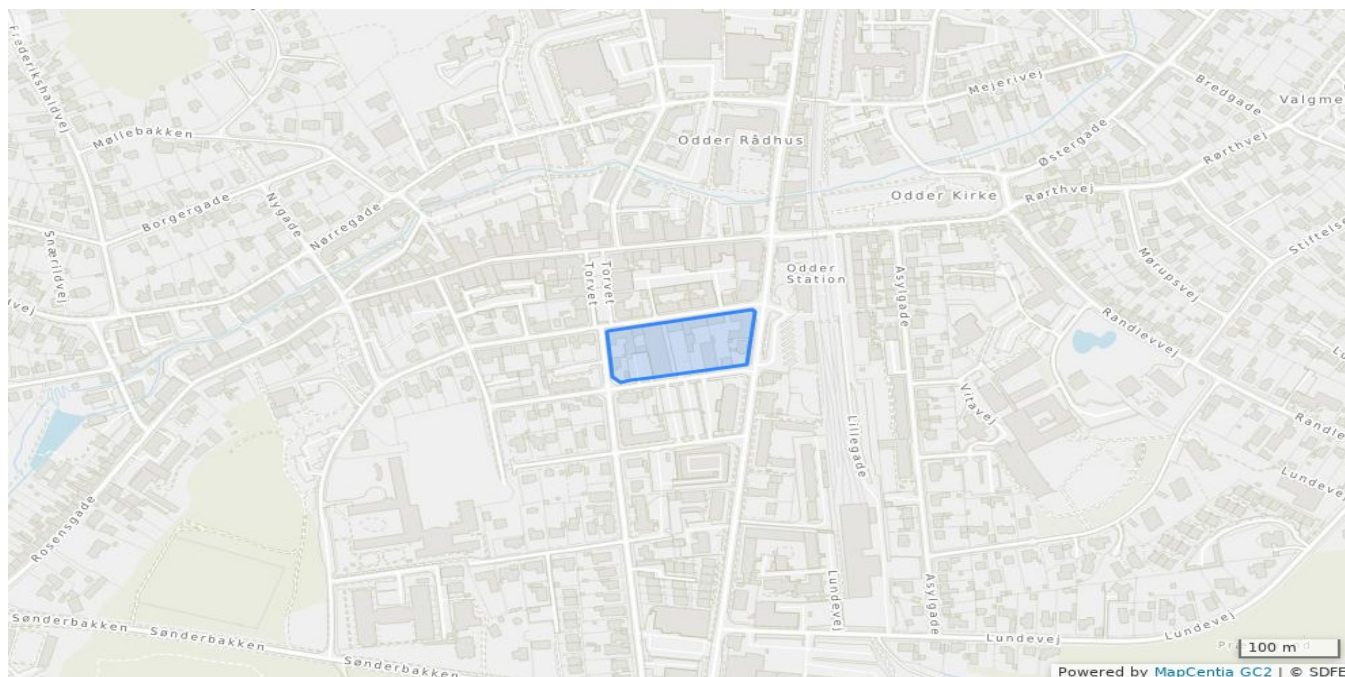 Frederikshaldvej
Møllebakken
Mejerivej
Bredgade
Valgme
Odder Rådhus
Østergade
Rørthvej
Borgergade
Nygade
Nørregade
Odder Kirke
Rørthvej
Snærildvej
Stiftelse
Mørupsvej
Torvet
Torvet
Odder
Station
Asylgade
Randlevvej
Vitavej
Lillegade
Randle
Lundevej
Rosensgade
Lundevej
Asylgade
Sønderbakken
Sønderbakken
Sønderbakken
Lundevej
Lundevej
100 m
Powered by MapCentia GC2 | © SDFE